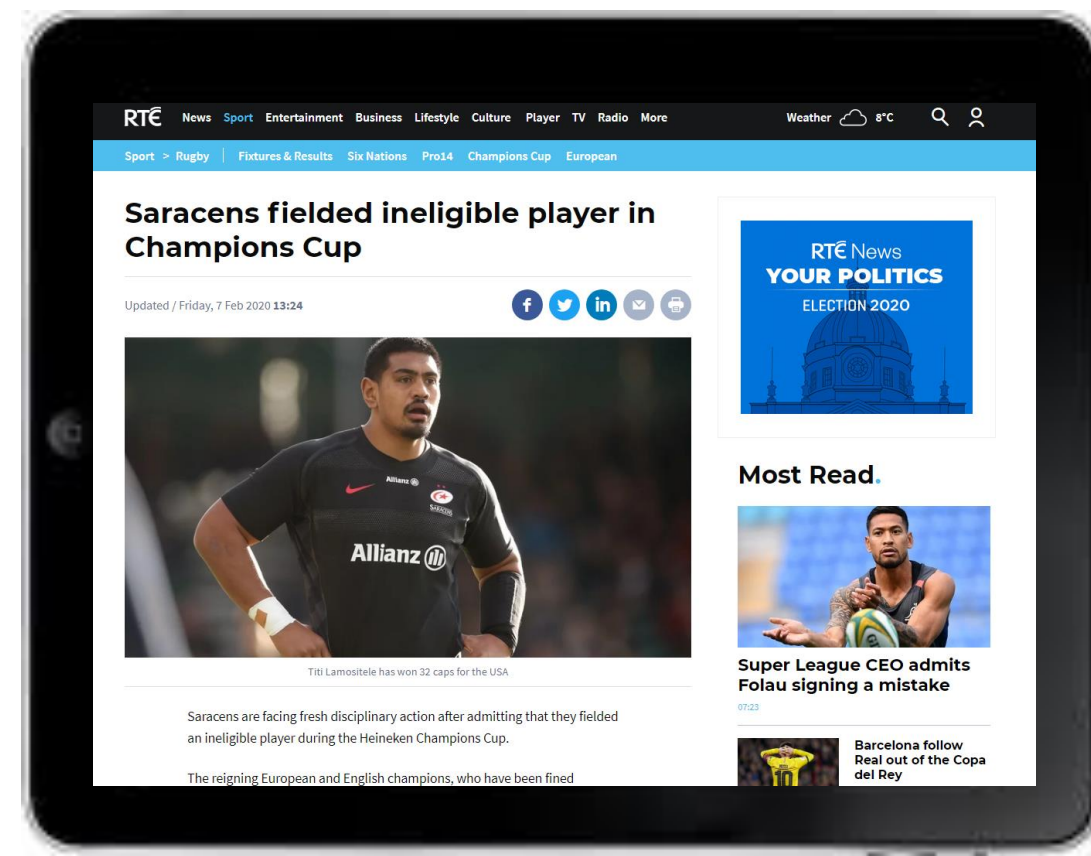 RTÉ News Sport Entertainment Business Lifestyle Culture Player TV Radio More Weather 8°C
Sport > Rugby Fixtures & Results Six Nations Pro14 Champions Cup European
Saracens fielded ineligible player in
Champions Cup
Updated / Friday, 7 Feb 2020 13:24
f in
Allianz
SARACENS
Allianz
Titi Lamositele has won 32 caps for the USA
Saracens are facing fresh disciplinary action after admitting that they fielded
an ineligible player during the Heineken Champions Cup.
The reigning European and English champions, who have been fined
RTÉ News
YOUR POLITICS
ELECTION 2020
Most Read.
Super League CEO admits
Folau signing a mistake
07:23
10
Barcelona follow
Real out of the Copa
del Rey